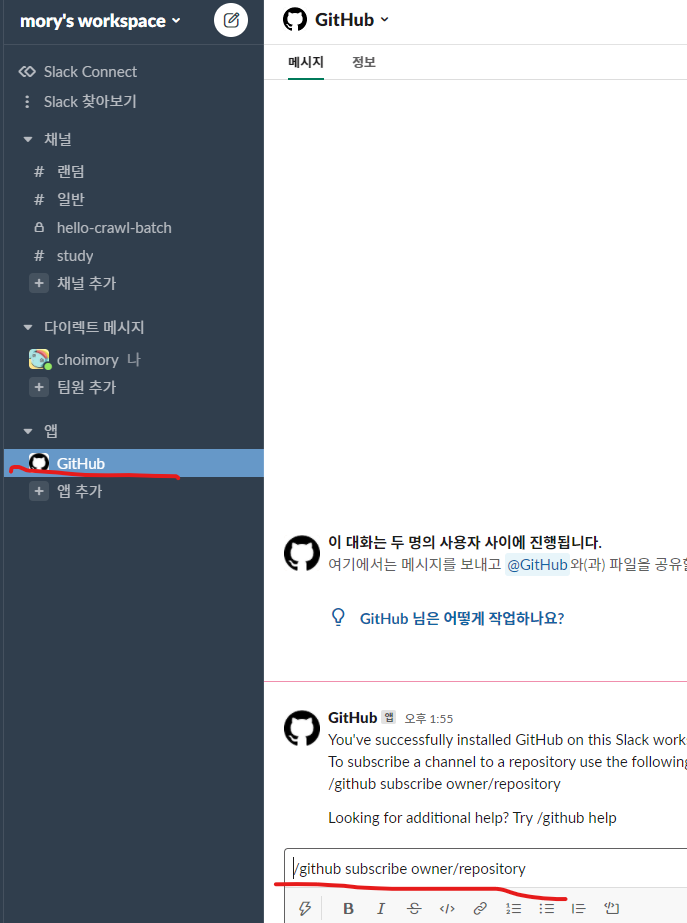 mory's workspace
Slack Connect
Slack 찾아보기
채널
# 랜덤
# 일반
hello-crawl-batch
# study
+ 채널 추가
다이렉트 메시지
choimory 나
+ 팀원 추가
앱
GitHub
+ 앱 추가
GitHub
메시지 정보
이 대화는 두 명의 사용자 사이에 진행됩니다.
여기에서는 메시지를 보내고 @GitHub와(과) 파일을 공유할
GitHub 님은 어떻게 작업하나요?
GitHub 앱 오후 1:55
You've successfully installed GitHub on this Slack works
To subscribe a channel to a repository use the following
/github subscribe owner/repository
Looking for additional help? Try /github help
/github subscribe owner/repository
B I S </>